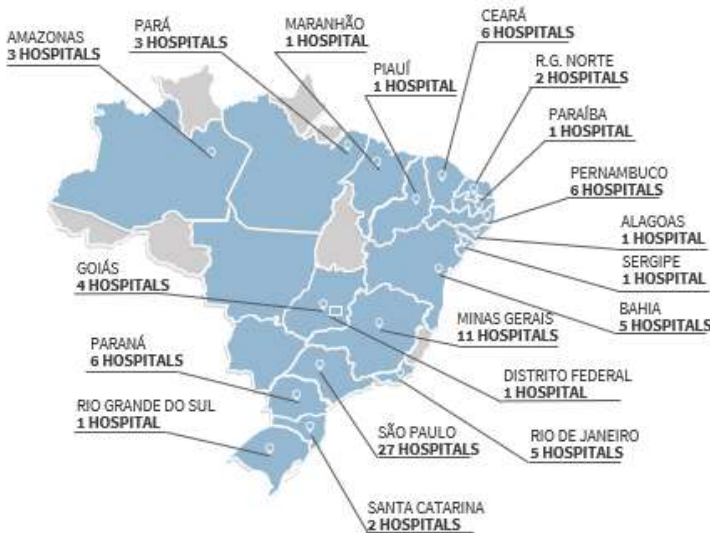 AMAZONAS
3 HOSPITALS
PARÁ
3 HOSPITALS
MARANHÃO
1 HOSPITAL
PIAUÍ
1 HOSPITAL
CEARÁ
6 HOSPITALS
R.G. NORTE
2 HOSPITALS
PARAÍBA
1 HOSPITAL
PERNAMBUCO
6 HOSPITALS
ALAGOAS
1 HOSPITAL
SERGIPE
1 HOSPITAL
BAHIA
5 HOSPITALS
GOIÁS
4 HOSPITALS
MINAS GERAIS
11 HOSPITALS
PARANÁ
6 HOSPITALS
DISTRITO FEDERAL
1 HOSPITAL
RIO GRANDE DO SUL
1 HOSPITAL
SÃO PAULO
27 HOSPITALS
RIO DE JANEIRO
5 HOSPITALS
SANTA CATARINA
2 HOSPITALS